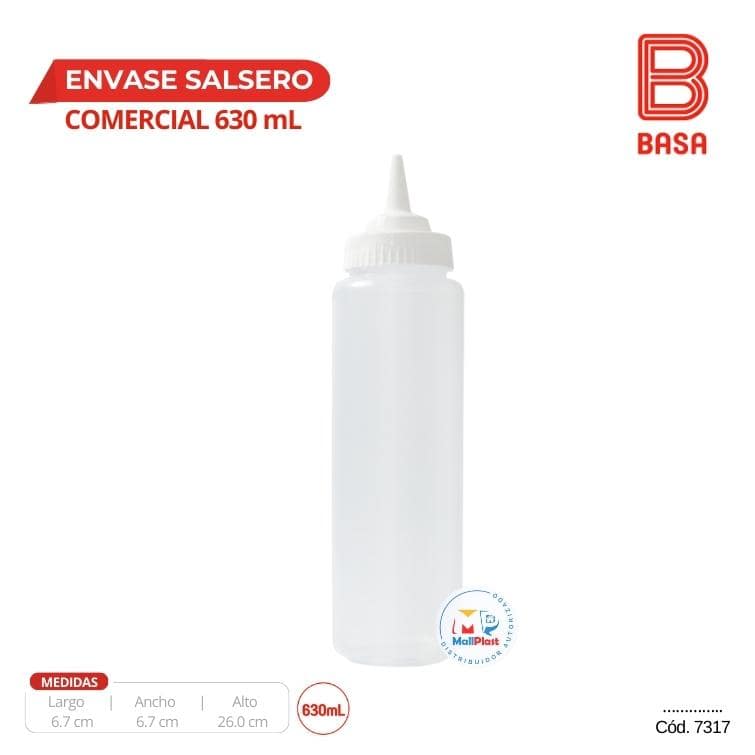 ENVASE SALSERO
COMERCIAL 630 mL
B
BASA
MallPlast
DISTRIBUIDOR AUTORIZADO
MEDIDAS
Largo | Ancho | Alto
6.7 cm 6.7 cm 26.0 cm
630mL
..............
Cód. 7317